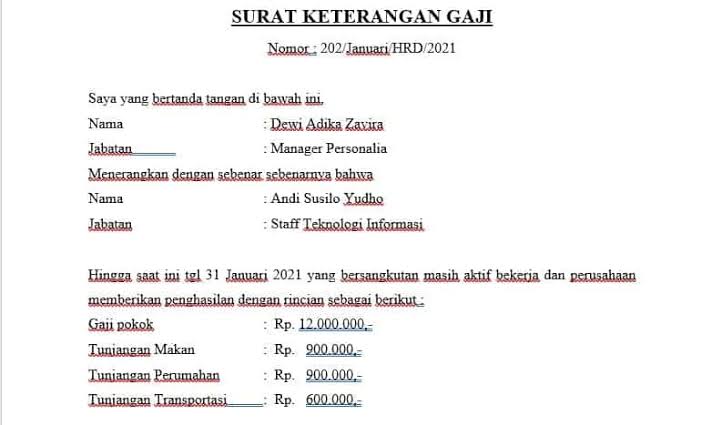 SURAT KETERANGAN GAJI
Nomor : 202/Januari/HRD/2021
Saya yang bertanda tangan di bawah ini,
Nama : Dewi Adika Zavira
Jabatan : Manager Personalia
Menerangkan dengan sebenar sebenarnya bahwa
Nama : Andi Susilo Yudho
Jabatan : Staff Teknologi Informasi
Hingga saat ini tgl 31 Januari 2021 yang bersangkutan masih aktif bekerja dan perusahaan
memberikan penghasilan dengan rincian sebagai berikut :
Gaji pokok : Rp. 12.000.000,-
Tunjangan Makan : Rp. 900.000,-
Tunjangan Perumahan : Rp. 900.000,-
Tunjangan Transportasi : Rp. 600.000,-